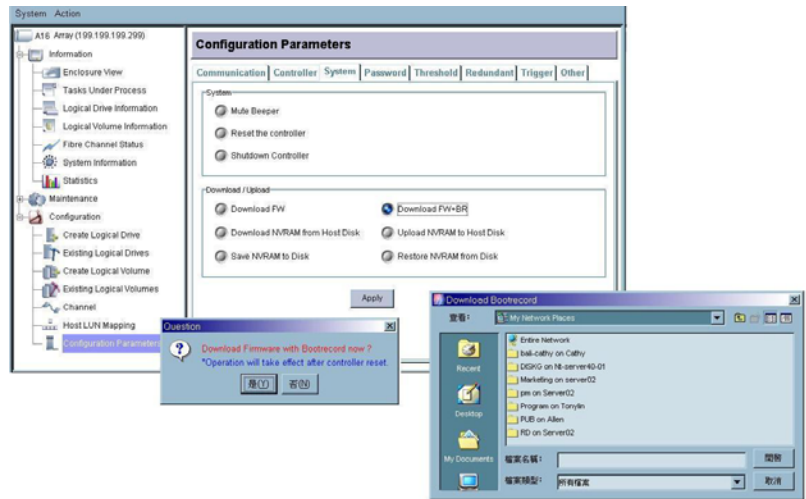 System Action
A16 Array (199.199.199.299)
Information
Enclosure View
Tasks Under Process
Logical Drive Information
Logical Volume Information
Fibre Channel Status
System Information
Statistics
Maintenance
Configuration
Create Logical Drive
Existing Logical Drives
Create Logical Volume
Existing Logical Volumes
Channel
Host LUN Mapping
Configuration Parameters
Configuration Parameters
Communication Controller System Password Threshold Redundant Trigger Other
System
Mute Beeper
Reset the controller
Shutdown Controller
Download / Upload
Download FW Download FW+BR
Download NVRAM from Host Disk Upload NVRAM to Host Disk
Save NVRAM to Disk Restore NVRAM from Disk
Apply
Question
Download Firmware with Bootrecord now ?
*Operation will take effect after controller reset.
是(Y) 否(N)
Download Bootrecord
查看: My Network Places
Recent
Desktop
My Documents
Entire Network
ball-cathy on Cathy
DISKG on Nt-server40-01
Marketing on server02
pm on Server02
Program on Tonylin
PUB on Allen
RD on Server02
檔案名稱: 開啟
檔案類型: 所有檔案 取消